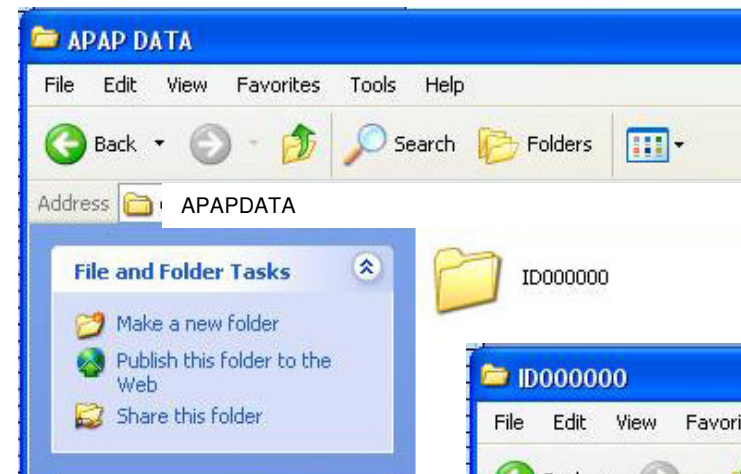 APAP DATA
File Edit View Favorites Tools Help
Back Search Folders
Address APAPDATA
File and Folder Tasks
Make a new folder
Publish this folder to the
Web
Share this folder
ID000000
ID000000
File Edit View Favori